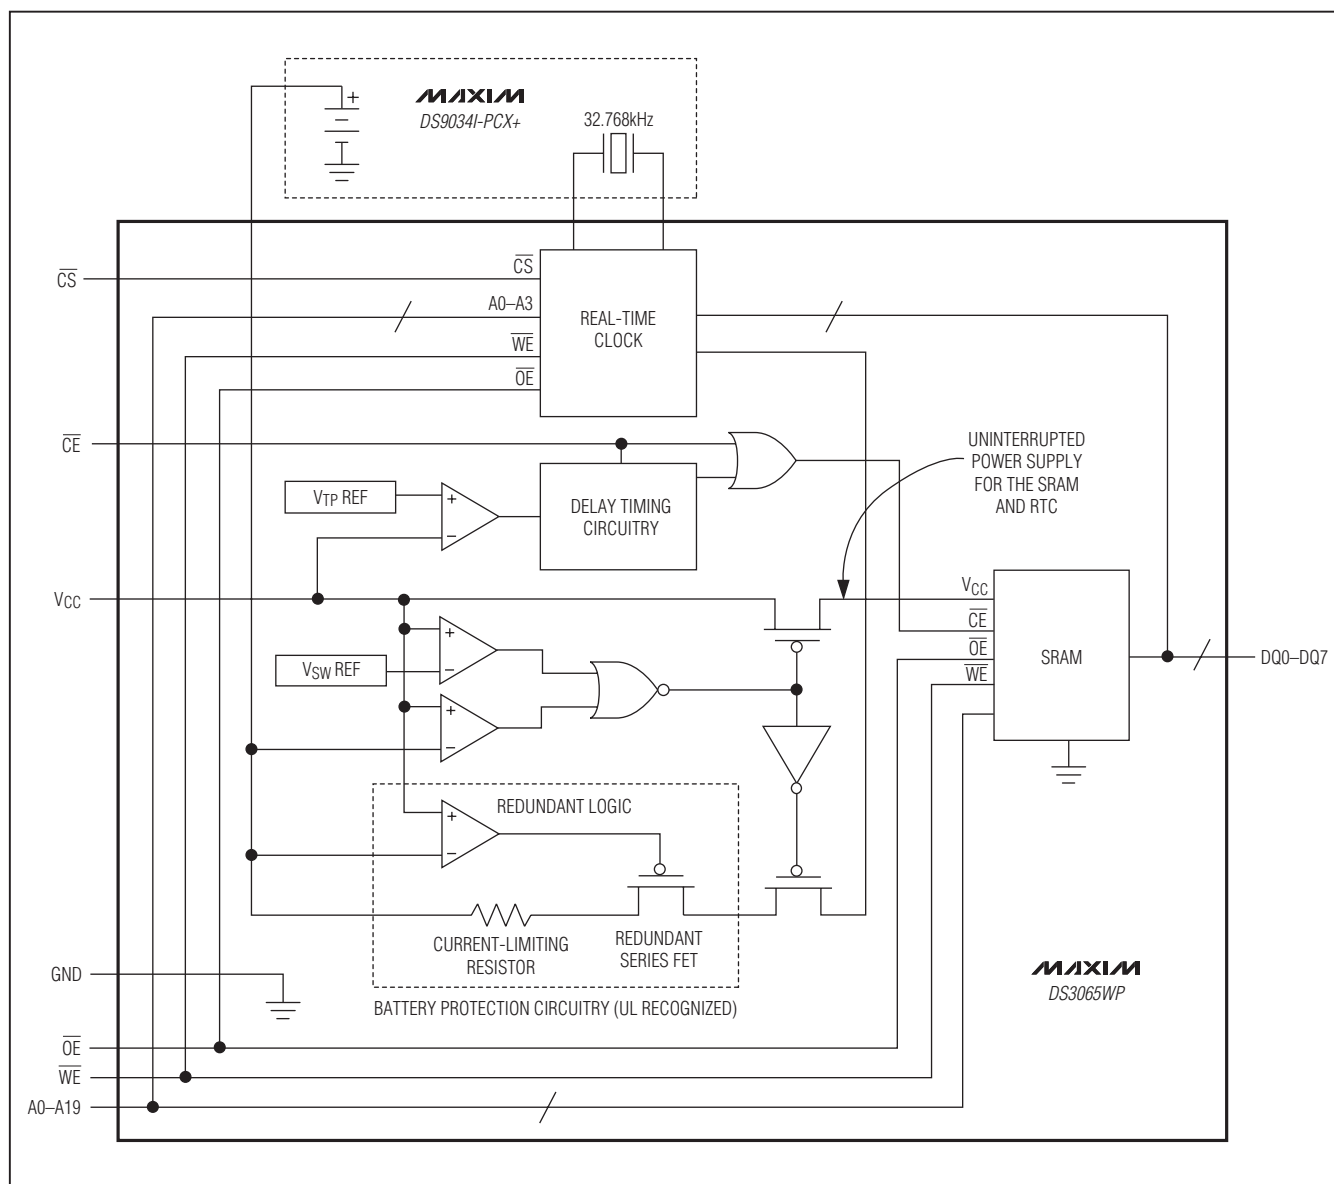 +
MAXIM
DS9034I-PCX+
32.768kHz
CS
CS
A0–A3
WE
OE
REAL-TIME
CLOCK
CE
VTP REF
+
–
DELAY TIMING
CIRCUITRY
UNINTERRUPTED
POWER SUPPLY
FOR THE SRAM
AND RTC
VCC
VCC
CE
OE
WE
SRAM
DQ0–DQ7
+
–
VSW REF
+
–
REDUNDANT LOGIC
+
–
CURRENT-LIMITING
RESISTOR
REDUNDANT
SERIES FET
BATTERY PROTECTION CIRCUITRY (UL RECOGNIZED)
MAXIM
DS3065WP
GND
OE
WE
A0–A19